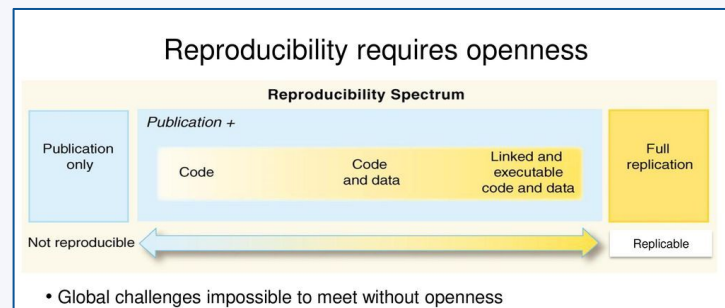 Reproducibility requires openness
Reproducibility Spectrum
Publication +
Publication
only
Code
Code
and data
Linked and
executable
code and data
Full
replication
Not reproducible
Replicable
• Global challenges impossible to meet without openness